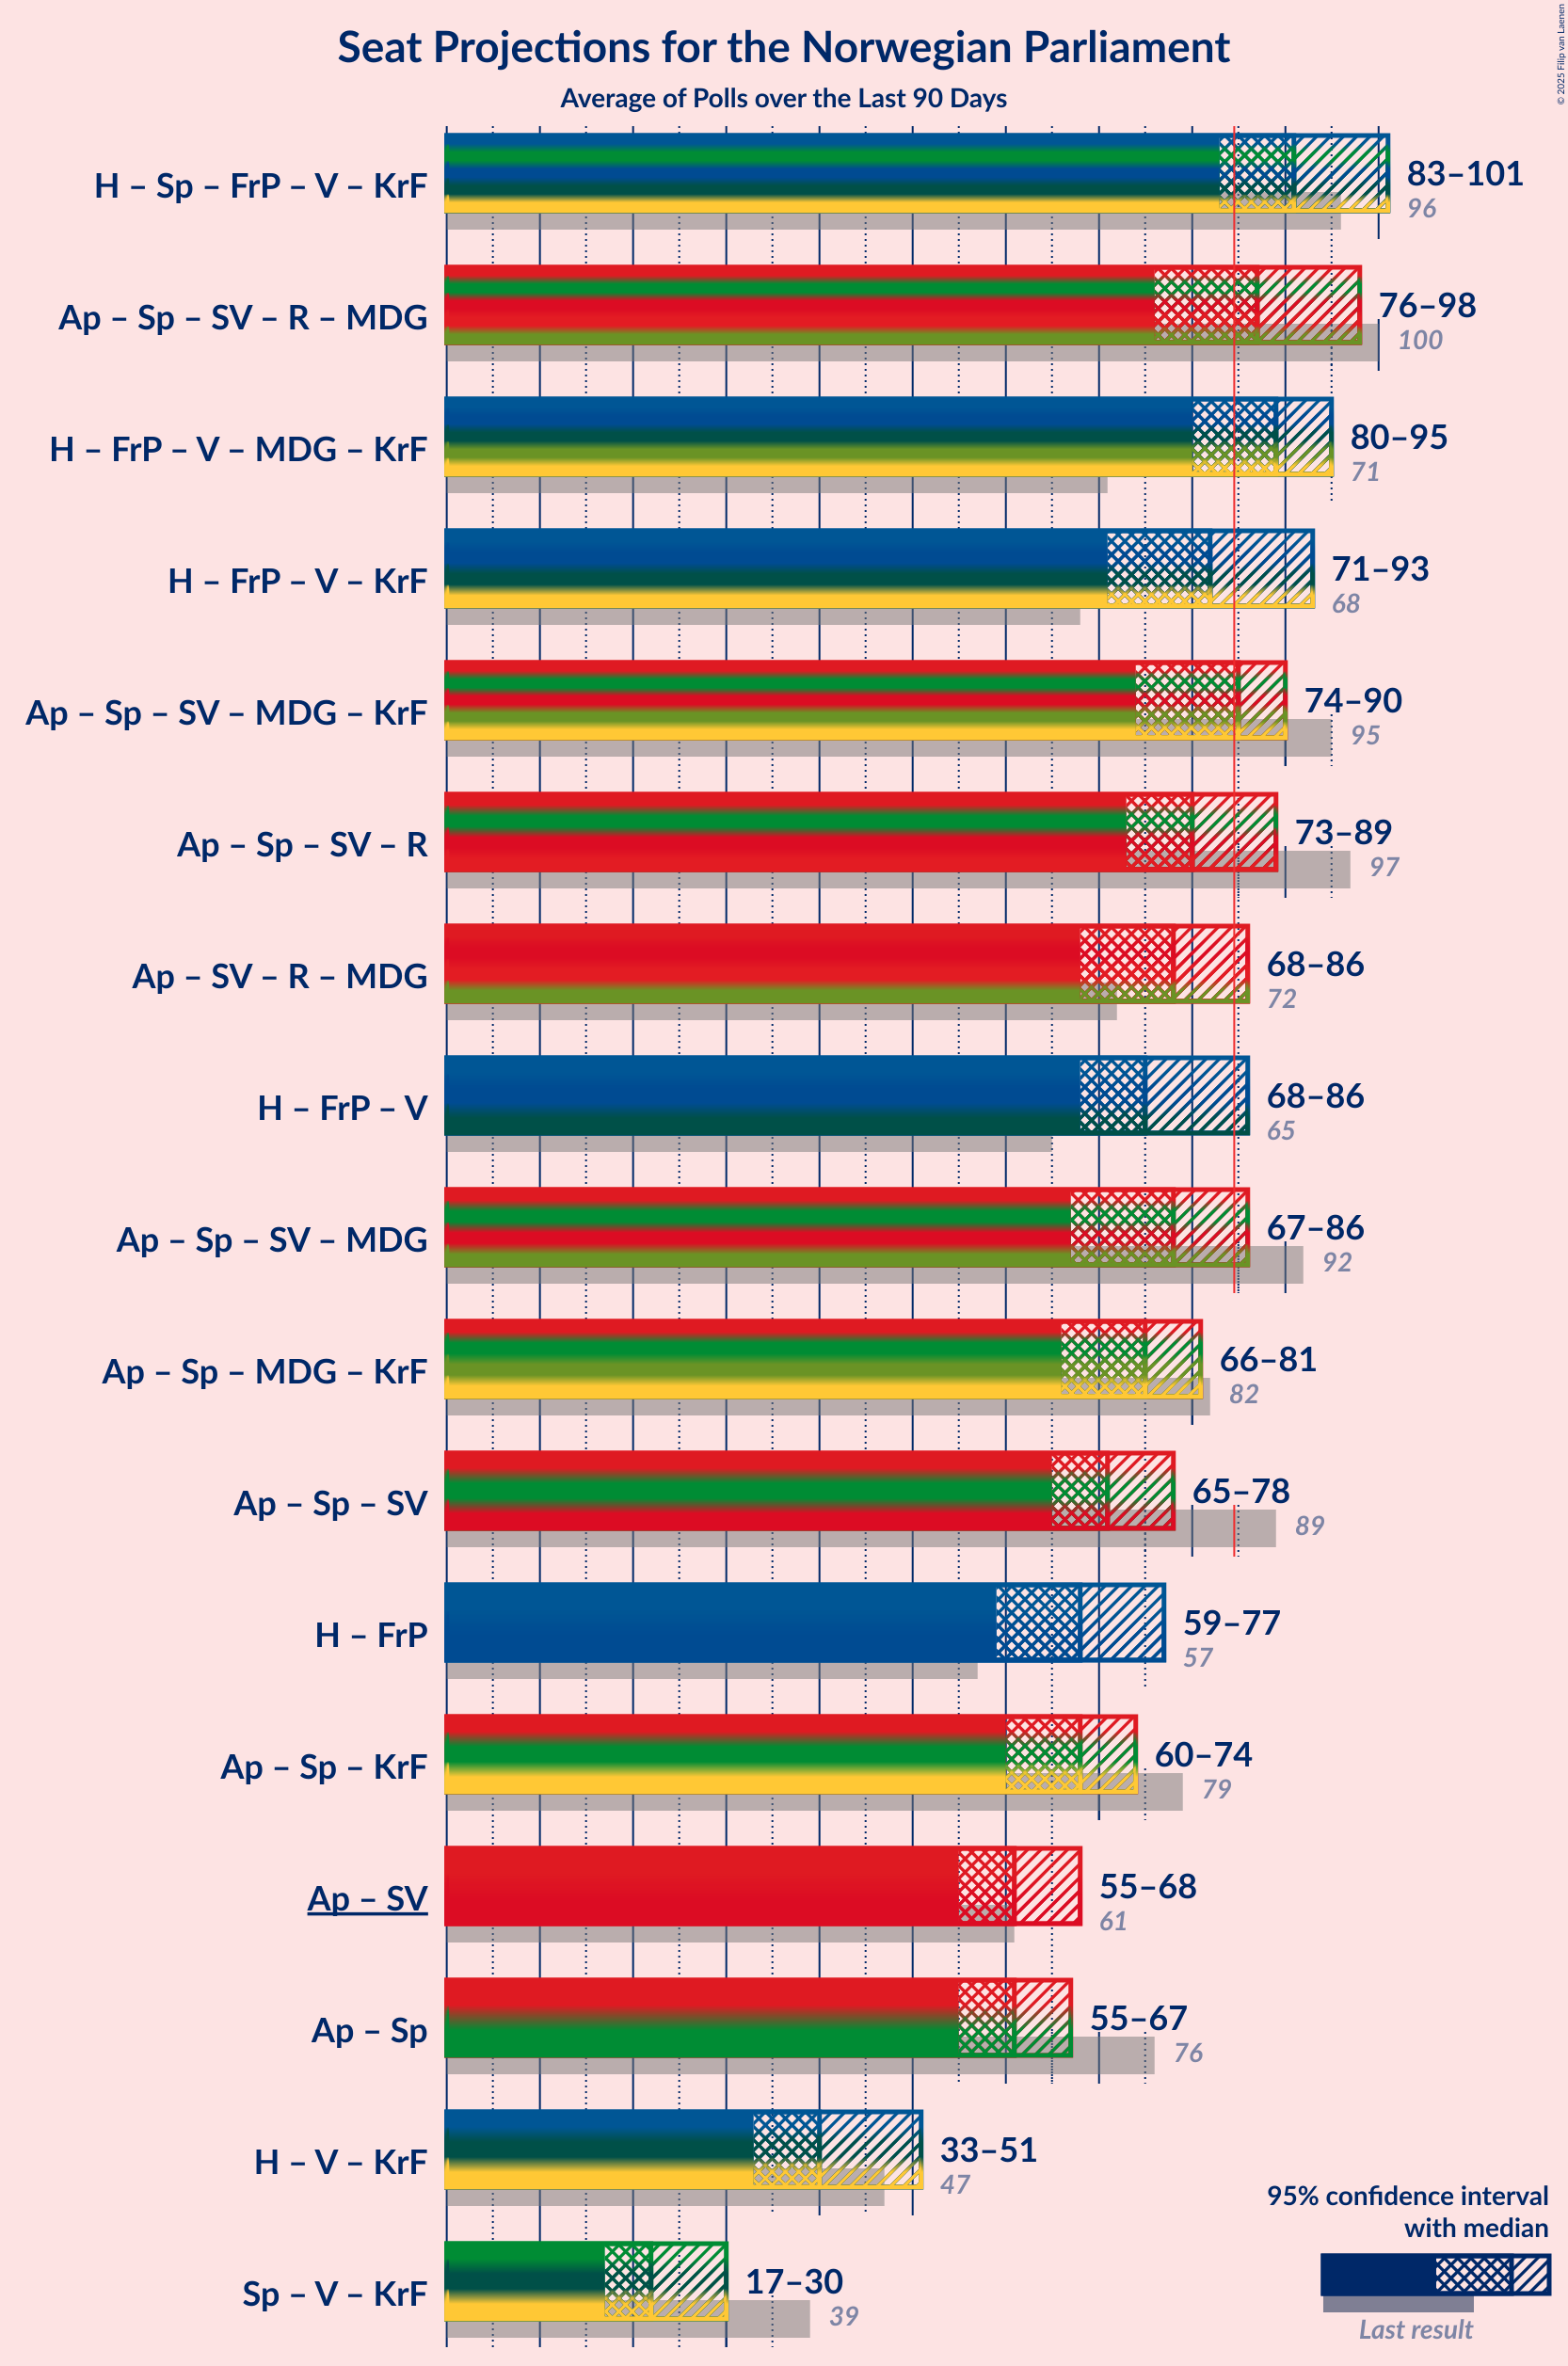 Seat Projections for the Norwegian Parliament
Average of Polls over the Last 90 Days
© 2025 Filip van Laenen
H – Sp – FrP – V – KrF
83–101
96
Ap – Sp – SV – R – MDG
76–98
100
H – FrP – V – MDG – KrF
80–95
71
H – FrP – V – KrF
71–93
68
Ap – Sp – SV – MDG – KrF
74–90
95
Ap – Sp – SV – R
73–89
97
Ap – SV – R – MDG
68–86
72
H – FrP – V
68–86
65
Ap – Sp – SV – MDG
67–86
92
Ap – Sp – MDG – KrF
66–81
82
Ap – Sp – SV
65–78
89
H – FrP
59–77
57
Ap – Sp – KrF
60–74
79
Ap – SV
55–68
61
Ap – Sp
55–67
76
H – V – KrF
33–51
47
Sp – V – KrF
17–30
39
95% confidence interval
with median
Last result